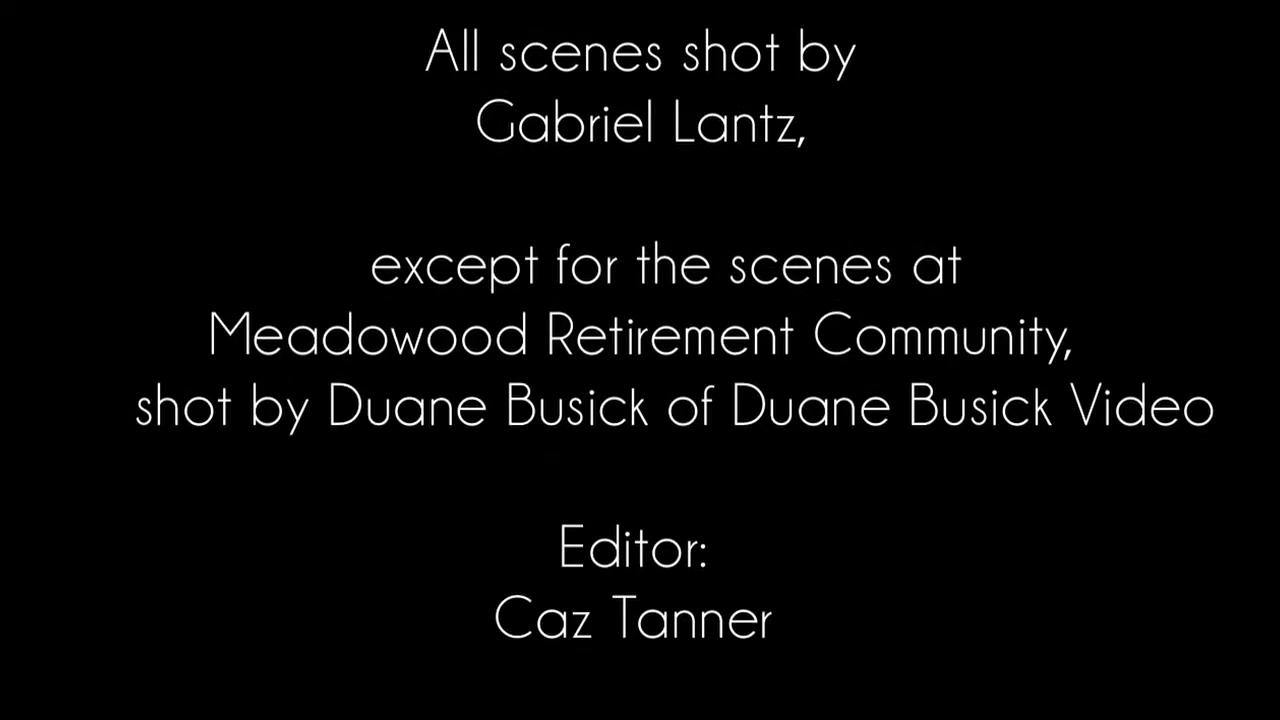 All scenes shot by
Gabriel Lantz,
except for the scenes at
Meadowood Retirement Community,
shot by Duane Busick of Duane Busick Video
Editor:
Caz Tanner